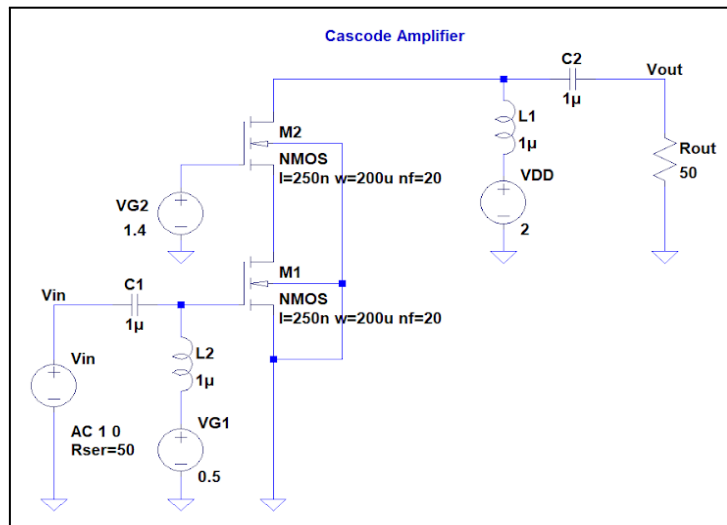 Cascode Amplifier
C2
1µ
Vout
M2
NMOS
l=250n w=200u nf=20
L1
1µ
Rout
50
VDD
2
VG2
1.4
M1
NMOS
l=250n w=200u nf=20
Vin
C1
1µ
L2
1µ
Vin
AC 1 0
Rser=50
VG1
0.5